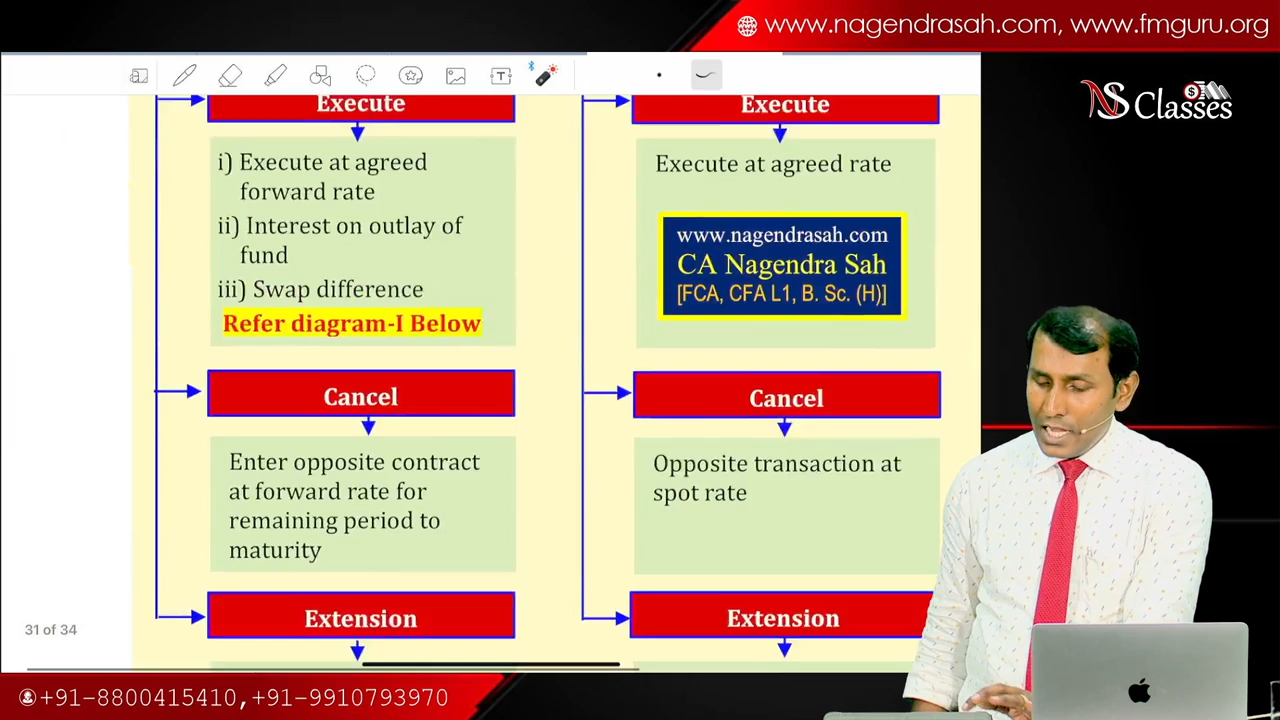 www.nagendrasah.com, www.fmguru.org
NS Classes
Execute
i) Execute at agreed
forward rate
ii) Interest on outlay of
fund
iii) Swap difference
Refer diagram-I Below
Cancel
Enter opposite contract
at forward rate for
remaining period to
maturity
Extension
Execute
Execute at agreed rate
www.nagendrasah.com
CA Nagendra Sah
[FCA, CFA L1, B. Sc. (H)]
Cancel
Opposite transaction at
spot rate
Extension
31 of 34
+91-8800415410,+91-9910793970